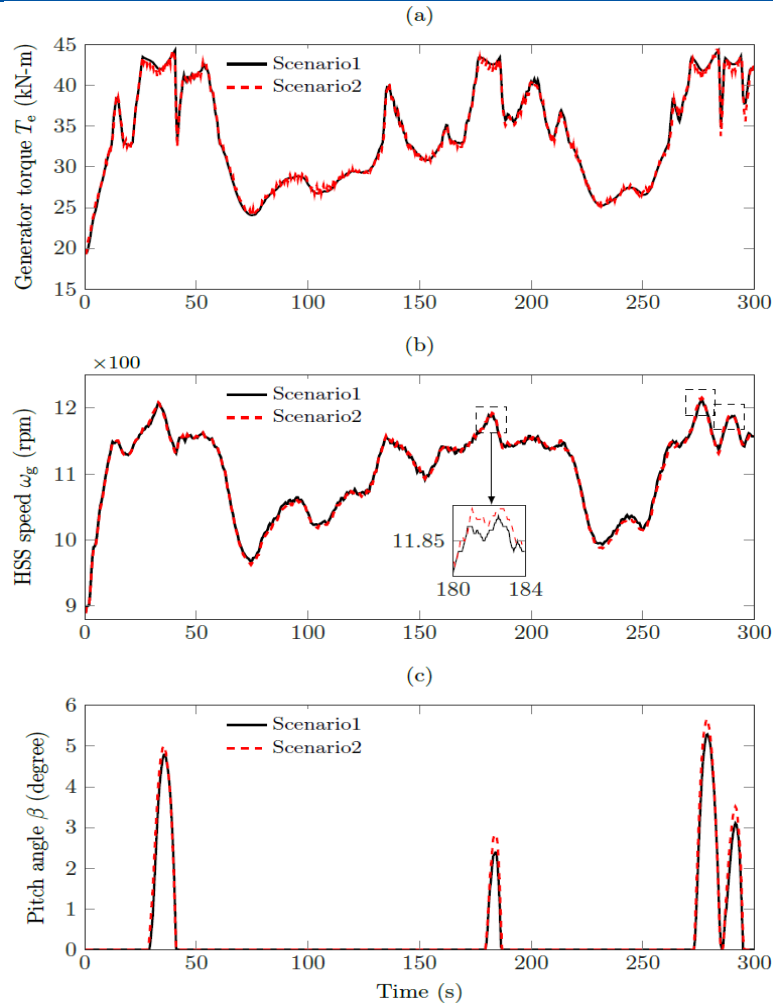 (a)
Generator torque Te (kN-m)
45
40
35
30
25
20
15
Scenario1
Scenario2
0 50 100 150 200 250 300
(b)
×100
HSS speed ωg (rpm)
12
11
10
9
Scenario1
Scenario2
11.85
180 184
0 50 100 150 200 250 300
(c)
Pitch angle β (degree)
6
5
4
3
2
1
0
Scenario1
Scenario2
0 50 100 150 200 250 300
Time (s)